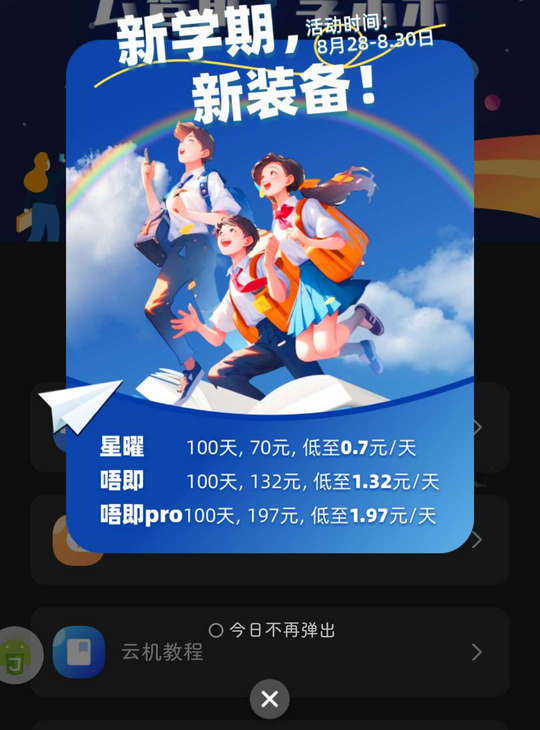 新学期，
活动时间：
8月28-8.30日
新装备！
星曜 100天, 70元, 低至0.7元/天
唔即 100天, 132元, 低至1.32元/天
唔即pro100天, 197元, 低至1.97元/天
今日不再弹出
云机教程